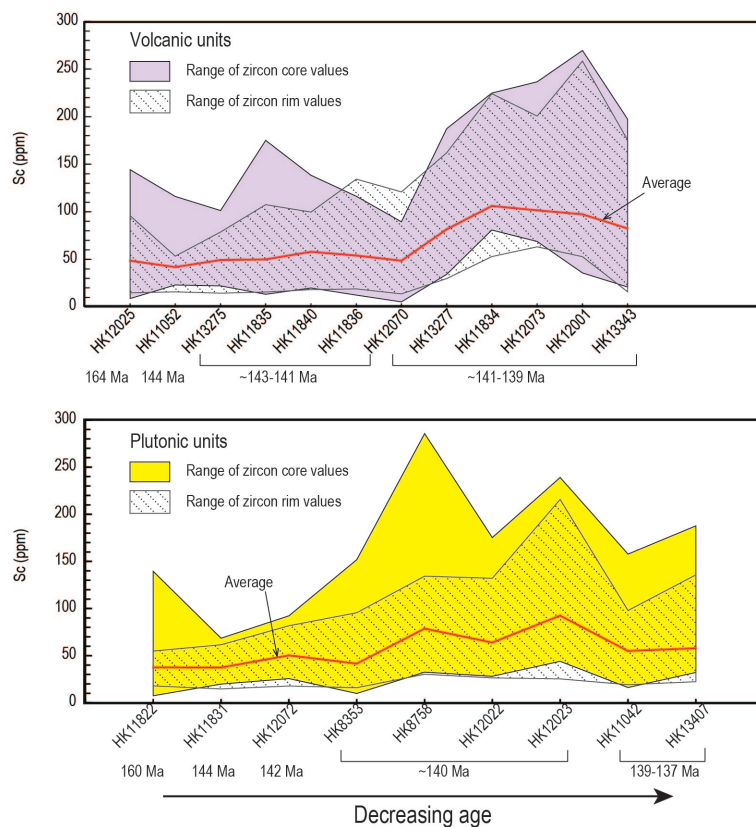 300
Volcanic units
250
Range of zircon core values
200
Range of zircon rim values
Sc (ppm)
150
Average
100
50
0
HK12025
HK11052
HK13275
HK11835
HK11840
HK11836
HK12070
HK13277
HK11834
HK12073
HK12001
HK13343
164 Ma 144 Ma ~143-141 Ma ~141-139 Ma
300
Plutonic units
250
Range of zircon core values
Range of zircon rim values
200
Sc (ppm)
150
Average
100
50
0
HK11822
HK11831
HK12072
HK8353
HK8758
HK12022
HK12023
HK11042
HK13407
160 Ma 144 Ma 142 Ma ~140 Ma 139-137 Ma
Decreasing age